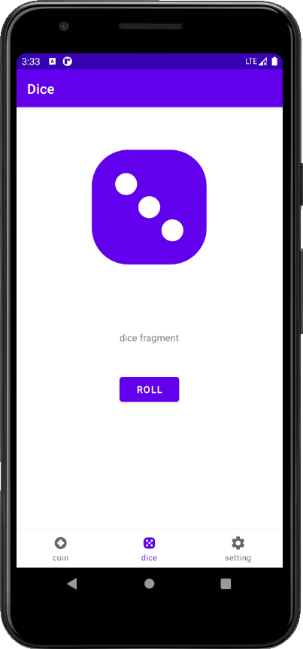 3:33
LTE
Dice
dice fragment
ROLL
coin
dice
setting